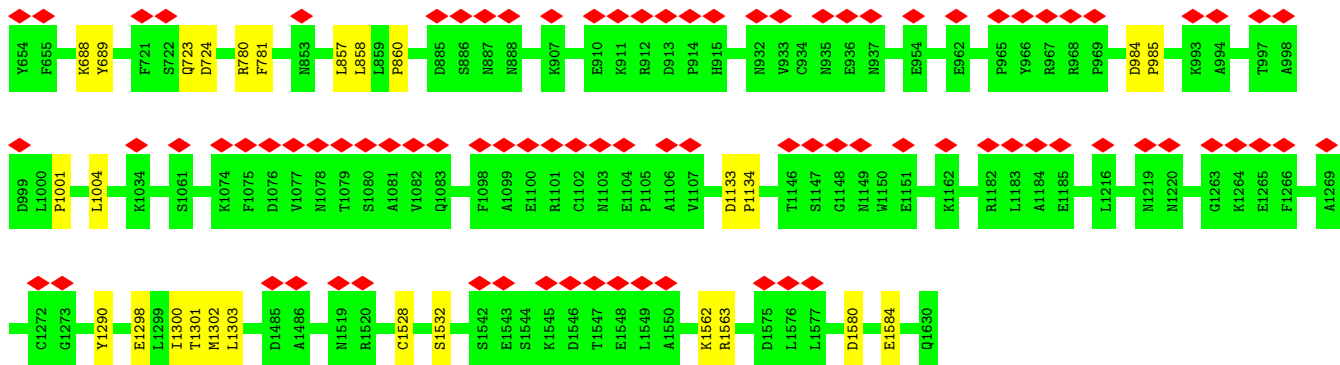 Y654 F655 K688 Y689 F721 S722 Q723 D724 R780 F781 N853 L857 L858 L859 P860 D885 S886 N887 N888 K907 E910 K911 R912 D913 P914 H915 N932 V933 C934 N935 E936 N937 E954 E962 P965 Y966 R967 R968 P969 D984 P985 K993 A994 T997 A998
D999 L1000 P1001 L1004 K1034 S1061 K1074 F1075 D1076 V1077 N1078 T1079 S1080 A1081 V1082 Q1083 F1098 A1099 E1100 R1101 C1102 N1103 E1104 P1105 A1106 V1107 D1133 P1134 T1146 S1147 G1148 N1149 W1150 E1151 K1162 R1182 L1183 A1184 E1185 L1216 N1219 N1220 G1263 K1264 E1265 F1266 A1269
C1272 G1273 Y1290 E1298 L1299 I1300 T1301 M1302 L1303 D1485 A1486 N1519 R1520 C1528 S1532 S1542 E1543 S1544 K1545 D1546 T1547 E1548 L1549 A1550 K1562 R1563 D1575 L1576 L1577 D1580 E1584 Q1630